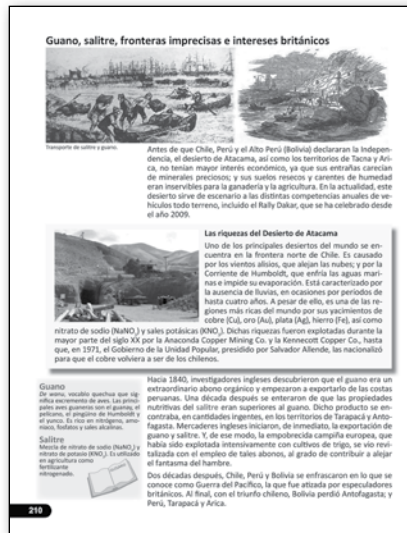 Guano, salitre, fronteras imprecisas e intereses británicos
Transporte de salitre y guano.
Antes de que Chile, Perú y el Alto Perú (Bolivia) declararan la Indepen-
dencia, el desierto de Atacama, así como los territorios de Tacna y Ari-
ca, no tenían mayor interés económico, ya que sus entrañas carecían
de minerales preciosos; y sus suelos resecos y carentes de humedad
eran inservibles para la ganadería y la agricultura. En la actualidad, este
desierto sirve de escenario a las distintas competencias anuales de ve-
hículos todo terreno, incluido el Rally Dakar, que se ha celebrado desde
el año 2009.
Las riquezas del Desierto de Atacama
Uno de los principales desiertos del mundo se en-
cuentra en la frontera norte de Chile. Es causado
por los vientos alisios, que alejan las nubes; y por la
Corriente de Humboldt, que enfría las aguas mari-
nas e impide su evaporación. Está caracterizado por
la ausencia de lluvias, en ocasiones por periodos de
hasta cuatro años. A pesar de ello, es una de las re-
giones más ricas del mundo por sus yacimientos de
cobre (Cu), oro (Au), plata (Ag), hierro (Fe), así como
nitrato de sodio (NaNO₃) y sales potásicas (KNO₃). Dichas riquezas fueron explotadas durante la
mayor parte del siglo XX por la Anaconda Copper Mining Co. y la Kennecott Copper Co., hasta
que, en 1971, el Gobierno de la Unidad Popular, presidido por Salvador Allende, las nacionalizó
para que el cobre volviera a ser de los chilenos.
Guano
De wanu, vocablo quechua que sig-
nifica excremento de aves. Las princi-
pales aves guaneras son el guanay, el
pelícano, el pingüino de Humboldt y
el yunco. Es rico en nitrógeno, amo-
niaco, fosfatos y sales alcalinas.
Salitre
Mezcla de nitrato de sodio (NaNO₃) y
nitrato de potasio (KNO₃). Es utilizado
en agricultura como
fertilizante
nitrogenado.
Hacia 1840, investigadores ingleses descubrieron que el guano era un
extraordinario abono orgánico y empezaron a exportarlo de las costas
peruanas. Una década después se enteraron de que las propiedades
nutritivas del salitre eran superiores al guano. Dicho producto se en-
contraba, en cantidades ingentes, en los territorios de Tarapacá y Anto-
fagasta. Mercaderes ingleses iniciaron, de inmediato, la exportación de
guano y salitre. Y, de ese modo, la empobrecida campiña europea, que
había sido explotada intensivamente con cultivos de trigo, se vio revi-
talizada con el empleo de tales abonos, al grado de contribuir a alejar
el fantasma del hambre.
Dos décadas después, Chile, Perú y Bolivia se enfrascaron en lo que se
conoce como Guerra del Pacífico, la que fue atizada por especuladores
británicos. Al final, con el triunfo chileno, Bolivia perdió Antofagasta; y
Perú, Tarapacá y Arica.
210